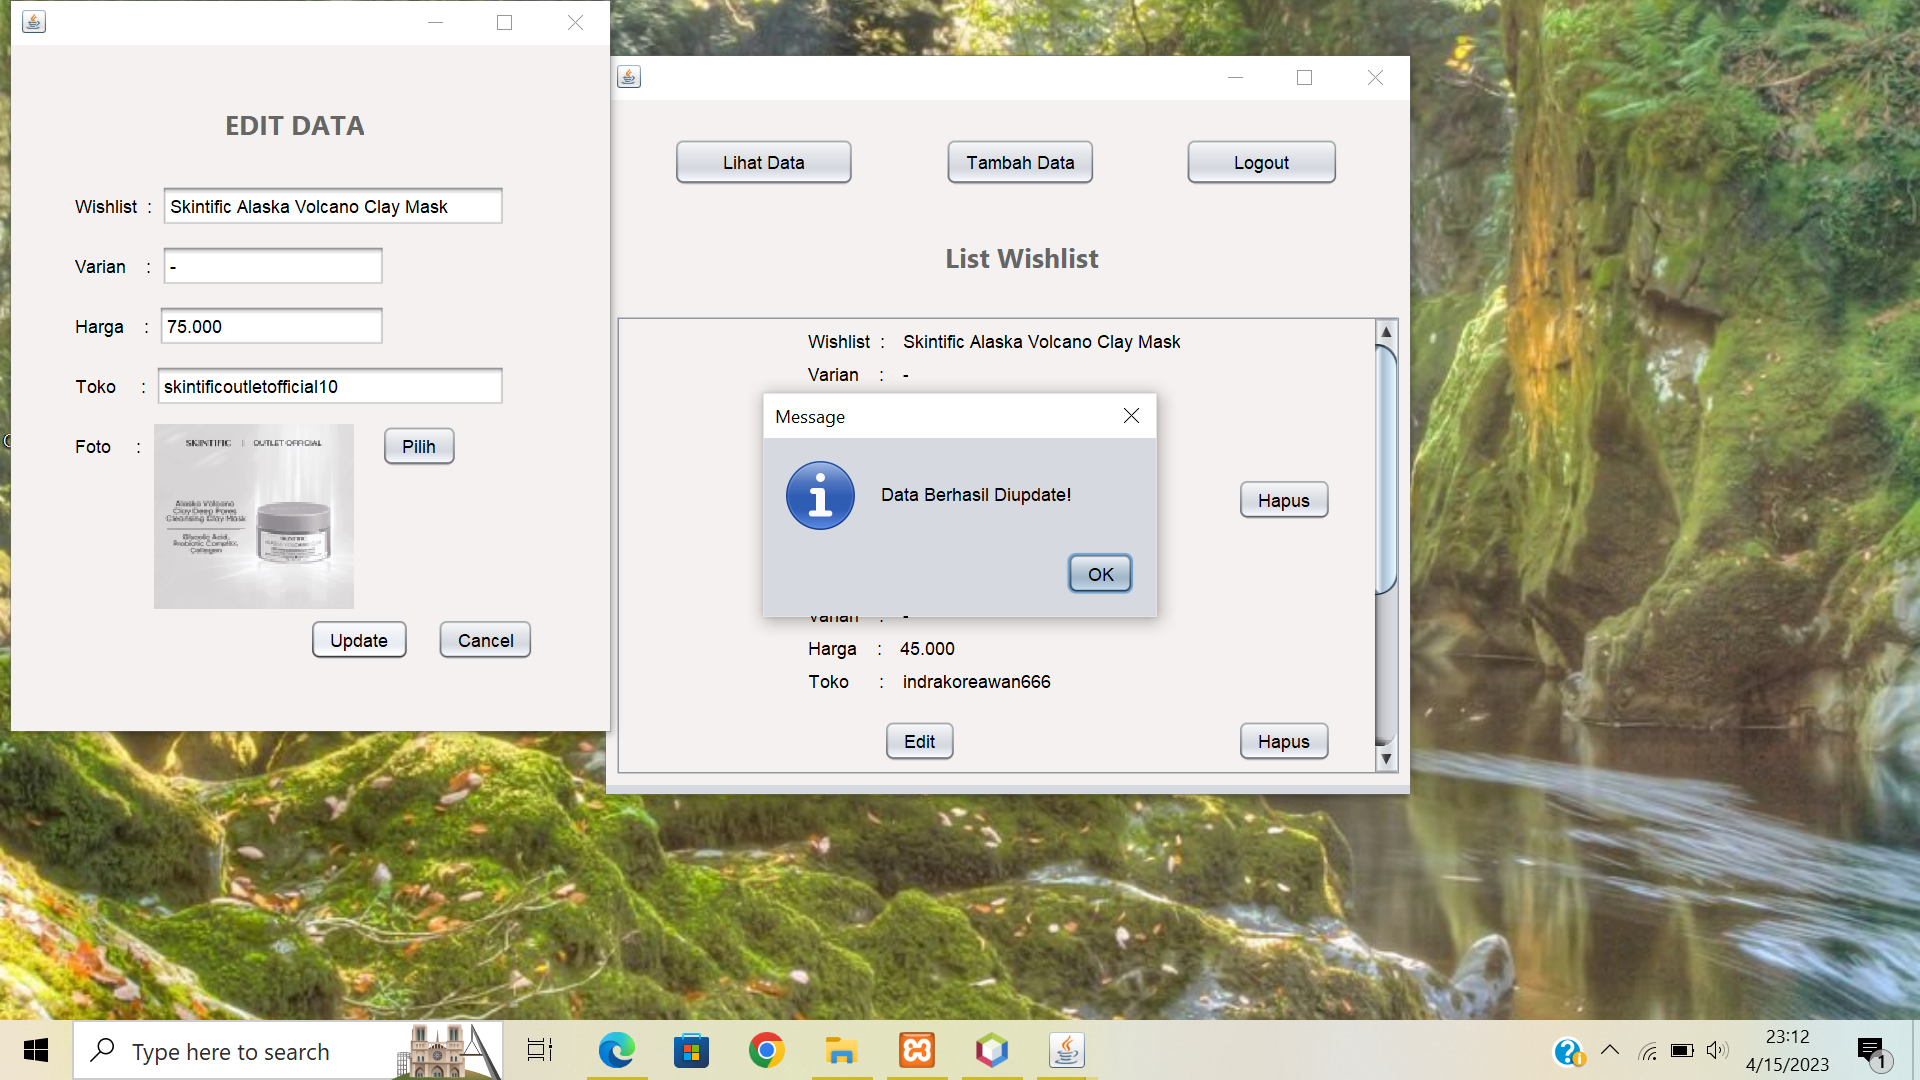 EDIT DATA
Wishlist : Skintific Alaska Volcano Clay Mask
Varian : -
Harga : 75.000
Toko : skintificoutletofficial10
Foto :
SKINTIFIC | OUTLET OFFICIAL
Alaska Volcano
Clay Deep Pores
Cleansing Clay Mask
Glycolic Acid,
Probiotic Complex,
Collagen
SKINTIFIC
Pilih
Update
Cancel
Lihat Data
Tambah Data
Logout
List Wishlist
Wishlist : Skintific Alaska Volcano Clay Mask
Varian : -
Hapus
Message
Data Berhasil Diupdate!
OK
Varian : -
Harga : 45.000
Toko : indrakoreawan666
Edit
Hapus
Type here to search
23:12
4/15/2023
1